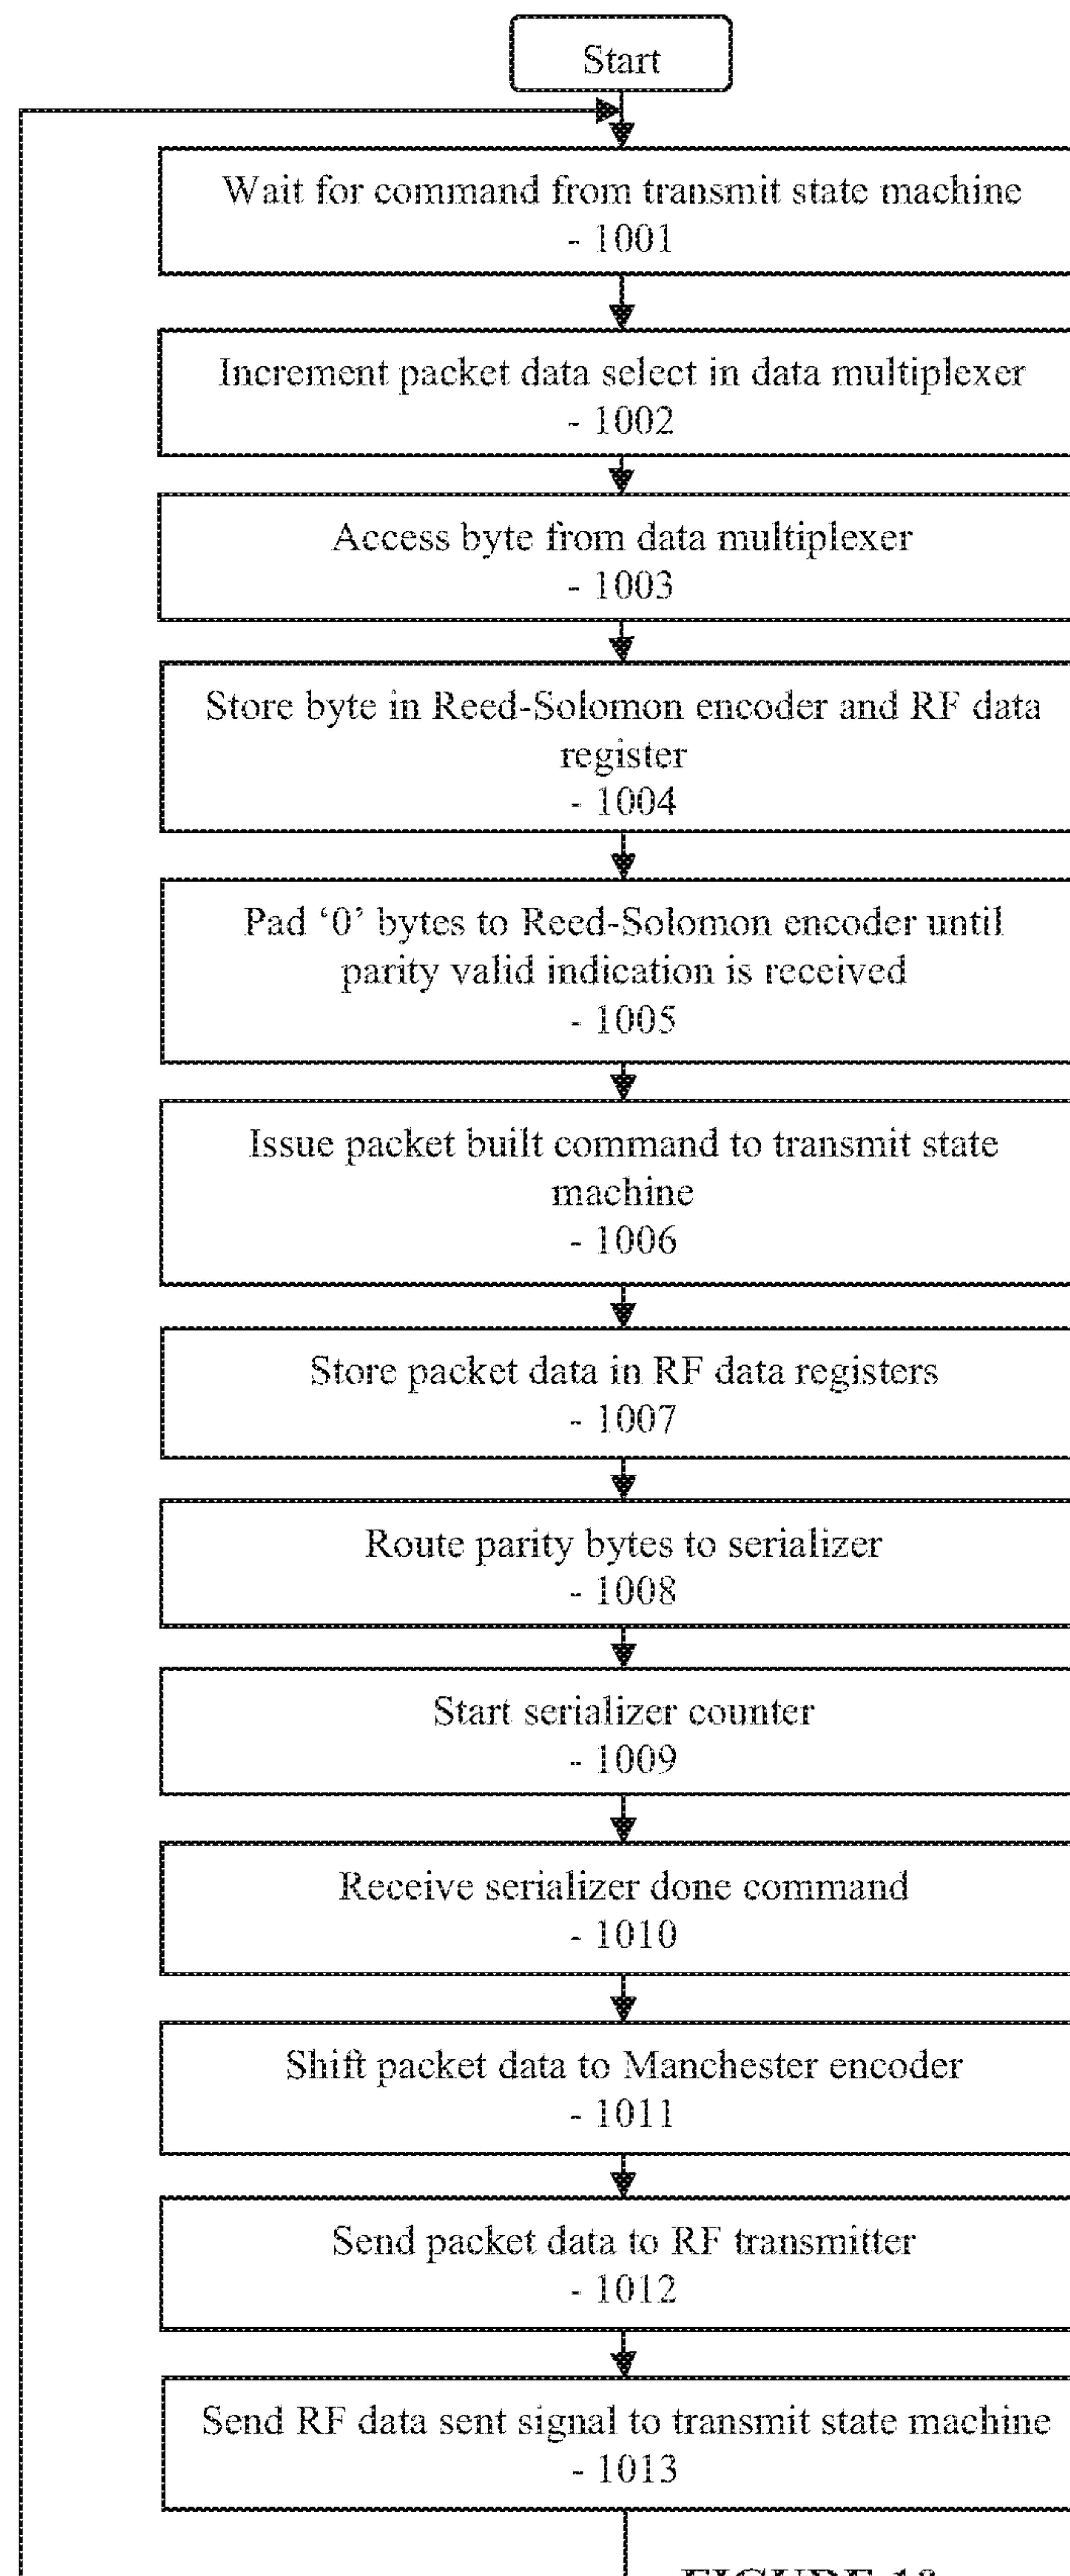 Start
Wait for command from transmit state machine
- 1001
Increment packet data select in data multiplexer
- 1002
Access byte from data multiplexer
- 1003
Store byte in Reed-Solomon encoder and RF data
register
- 1004
Pad ‘0’ bytes to Reed-Solomon encoder until
parity valid indication is received
- 1005
Issue packet built command to transmit state
machine
- 1006
Store packet data in RF data registers
- 1007
Route parity bytes to serializer
- 1008
Start serializer counter
- 1009
Receive serializer done command
- 1010
Shift packet data to Manchester encoder
- 1011
Send packet data to RF transmitter
- 1012
Send RF data sent signal to transmit state machine
- 1013
FIGURE